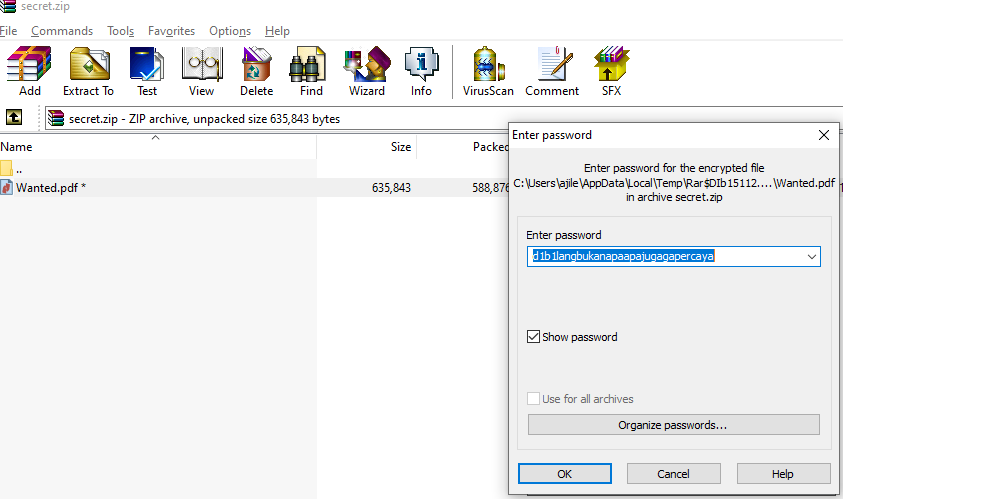 secret.zip
File Commands Tools Favorites Options Help
Add Extract To Test View Delete Find Wizard Info VirusScan Comment SFX
secret.zip - ZIP archive, unpacked size 635,843 bytes
Name Size Packed
..
Wanted.pdf * 635,843 588,876
Enter password
Enter password for the encrypted file
C:\Users\ajile\AppData\Local\Temp\Rar$DIb15112....\Wanted.pdf
in archive secret.zip
Enter password
d1b1langbukanapaapajugagapercaya
Show password
Use for all archives
Organize passwords...
OK Cancel Help